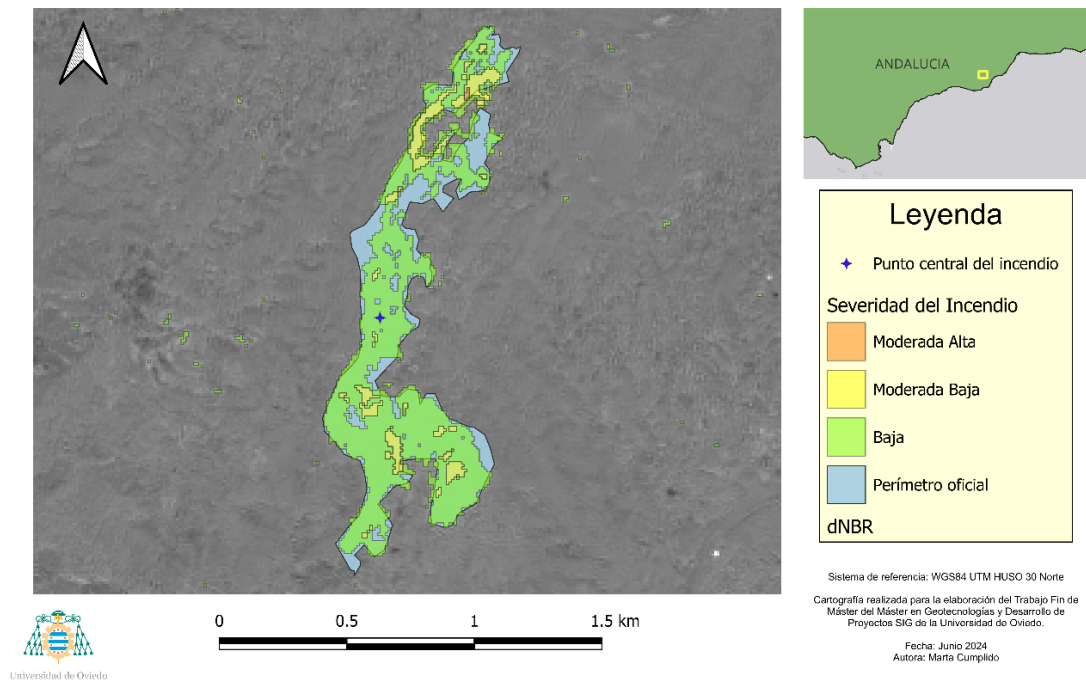 ANDALUCIA
Leyenda
Punto central del incendio
Severidad del Incendio
Moderada Alta
Moderada Baja
Baja
Perímetro oficial
dNBR
0 0.5 1 1.5 km
Universidad de Oviedo
Sistema de referencia: WGS84 UTM HUSO 30 Norte
Cartografía realizada para la elaboración del Trabajo Fin de
Máster del Máster en Geotecnologías y Desarrollo de
Proyectos SIG de la Universidad de Oviedo.
Fecha: Junio 2024
Autora: Marta Cumplido